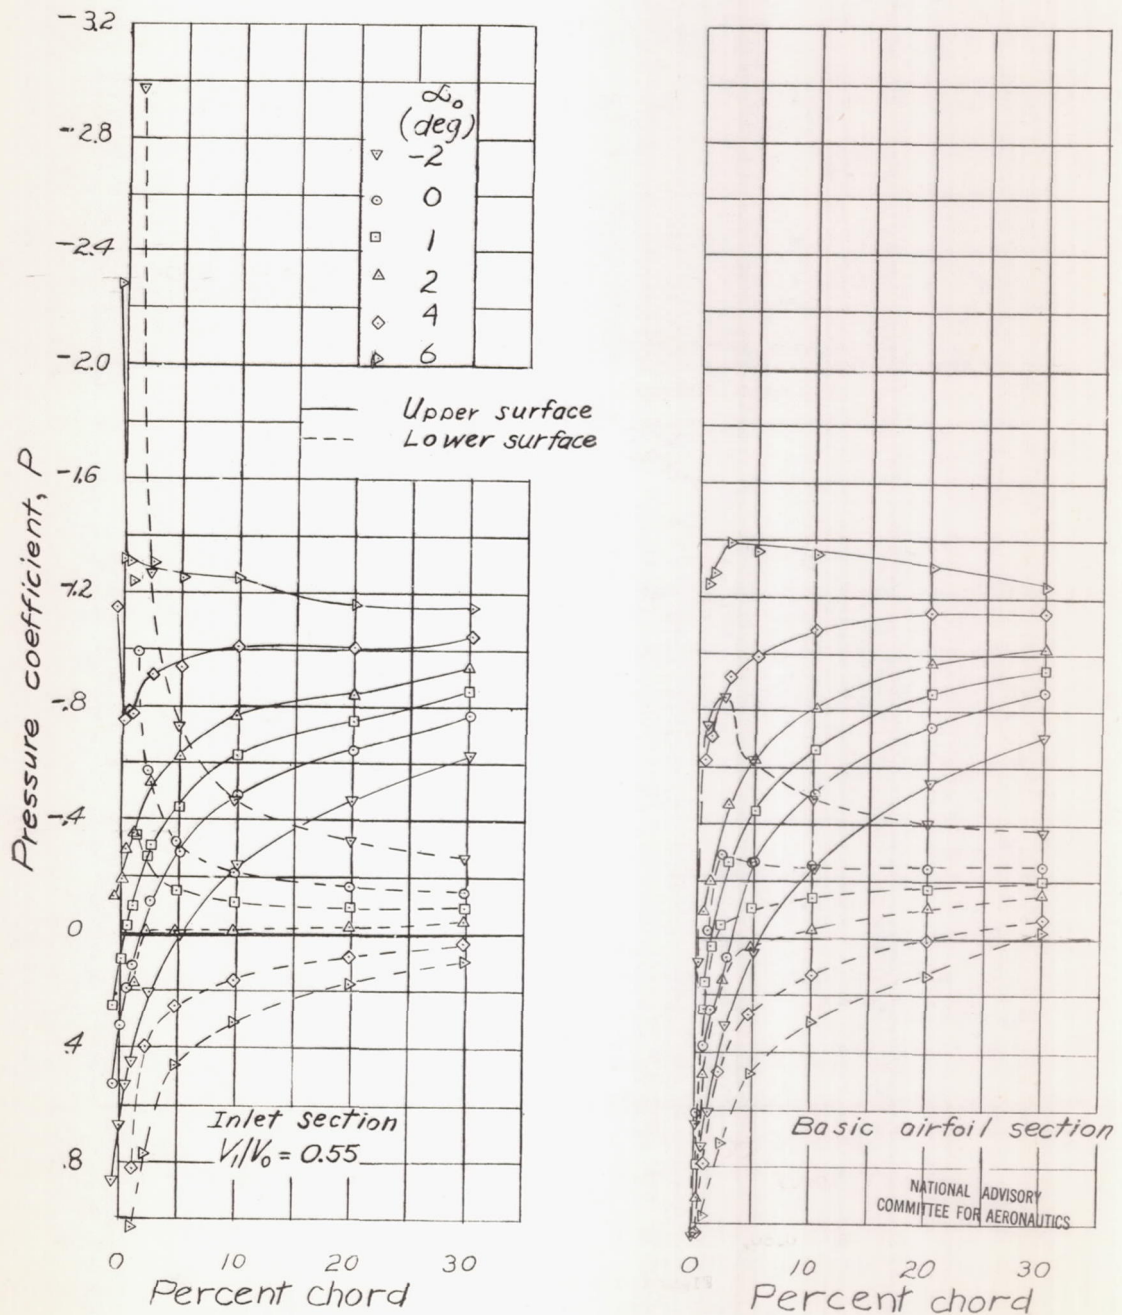 -3.2
-2.8
-2.4
-2.0
-1.6
-1.2
-.8
-.4
0
.4
.8
Pressure coefficient, P
α₀
(deg)
-2
0
1
2
4
6
Upper surface
Lower surface
Inlet section
V₁/V₀ = 0.55
0 10 20 30
Percent chord
Basic airfoil section
NATIONAL ADVISORY
COMMITTEE FOR AERONAUTICS
0 10 20 30
Percent chord